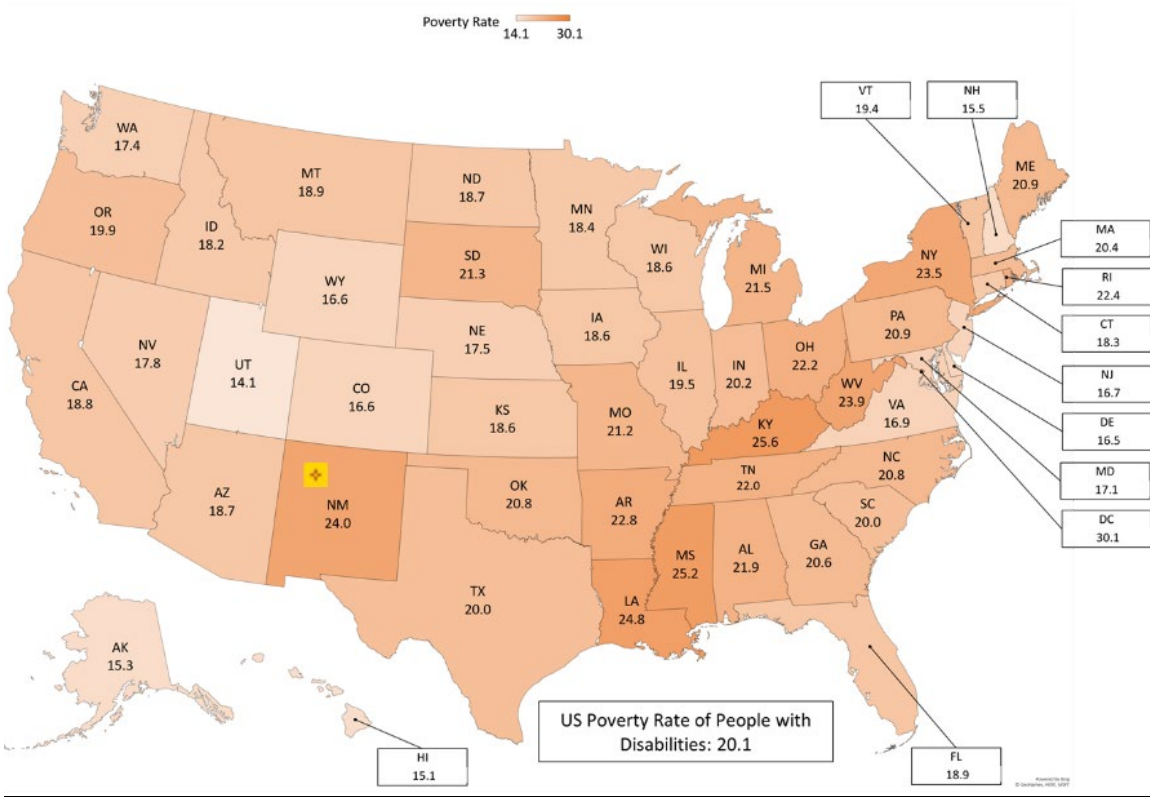 Poverty Rate
14.1 30.1
VT
19.4
NH
15.5
WA
17.4
MT
18.9
ND
18.7
MN
18.4
ME
20.9
OR
19.9
ID
18.2
SD
21.3
WI
18.6
MI
21.5
NY
23.5
MA
20.4
WY
16.6
RI
22.4
NV
17.8
UT
14.1
NE
17.5
IA
18.6
PA
20.9
CT
18.3
CA
18.8
CO
16.6
KS
18.6
MO
21.2
IL
19.5
IN
20.2
OH
22.2
WV
23.9
VA
16.9
NJ
16.7
KY
25.6
DE
16.5
AZ
18.7
NM
24.0
OK
20.8
AR
22.8
TN
22.0
NC
20.8
MD
17.1
SC
20.0
DC
30.1
TX
20.0
LA
24.8
MS
25.2
AL
21.9
GA
20.6
AK
15.3
HI
15.1
US Poverty Rate of People with
Disabilities: 20.1
FL
18.9
Powered by Bing
© GeoNames, HERE, MSFT